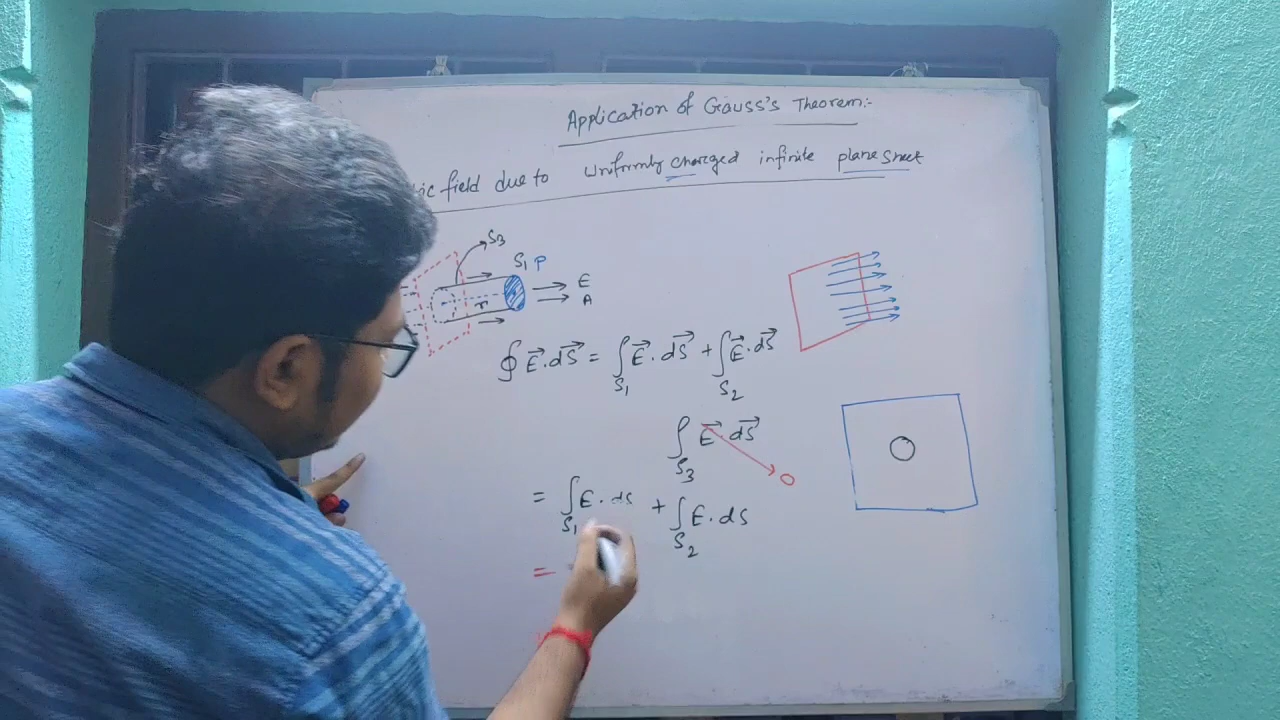 Application of Gauss's Theorem:-
ic field due to Uniformly charged infinite plane sheet
S3
S1 P
E
A
r
∮ E⃗. dS⃗ = ∫S1 E⃗. dS⃗ + ∫S2 E⃗. dS⃗
∫S3 E⃗ dS⃗
0
= ∫S1 E. ds + ∫S2 E. ds
=